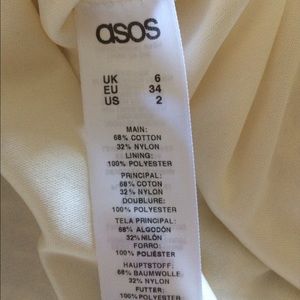 asos
UK 6
EU 34
US 2
MAIN:
68% COTTON
32% NYLON
LINING:
100% POLYESTER
PRINCIPAL:
68% COTON
32% NYLON
DOUBLURE:
100% POLYESTER
TELA PRINCIPAL:
68% ALGODÓN
32% NILÓN
FORRO:
100% POLIÉSTER
HAUPTSTOFF:
68% BAUMWOLLE
32% NYLON
FUTTER:
100% POLYESTER